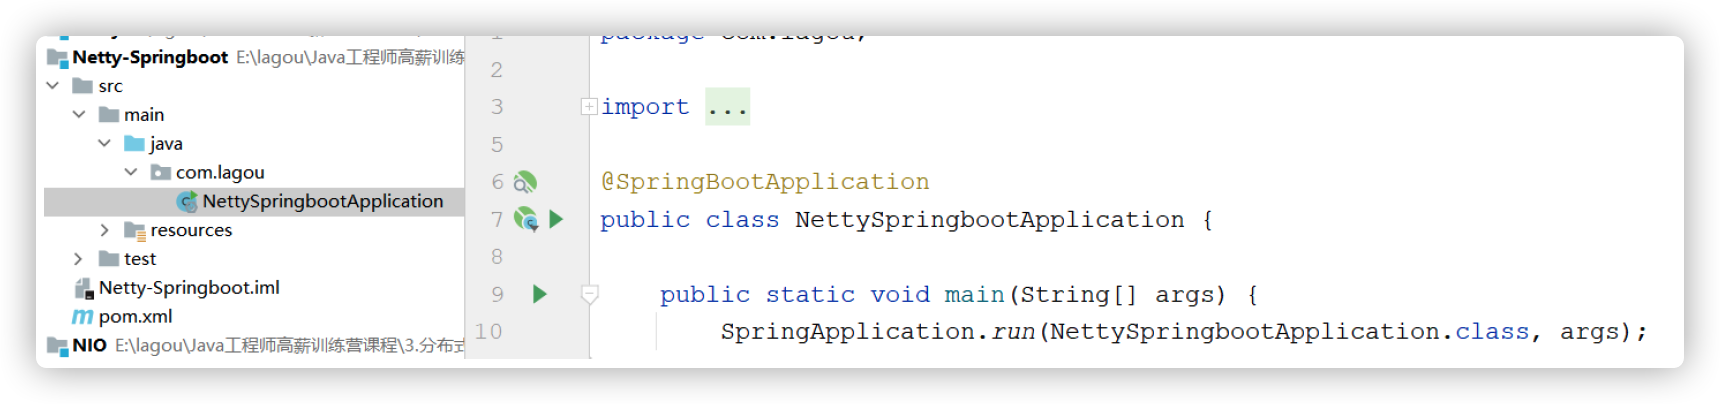 Netty-Springboot E:\lagou\Java工程师高薪训练
src
main
java
com.lagou
NettySpringbootApplication
resources
test
Netty-Springboot.iml
pom.xml
NIO E:\lagou\Java工程师高薪训练营课程\3.分布式
1 package com.lagou;
2
3 import ...
5
6 @SpringBootApplication
7 public class NettySpringbootApplication {
8
9 public static void main(String[] args) {
10 SpringApplication.run(NettySpringbootApplication.class, args);